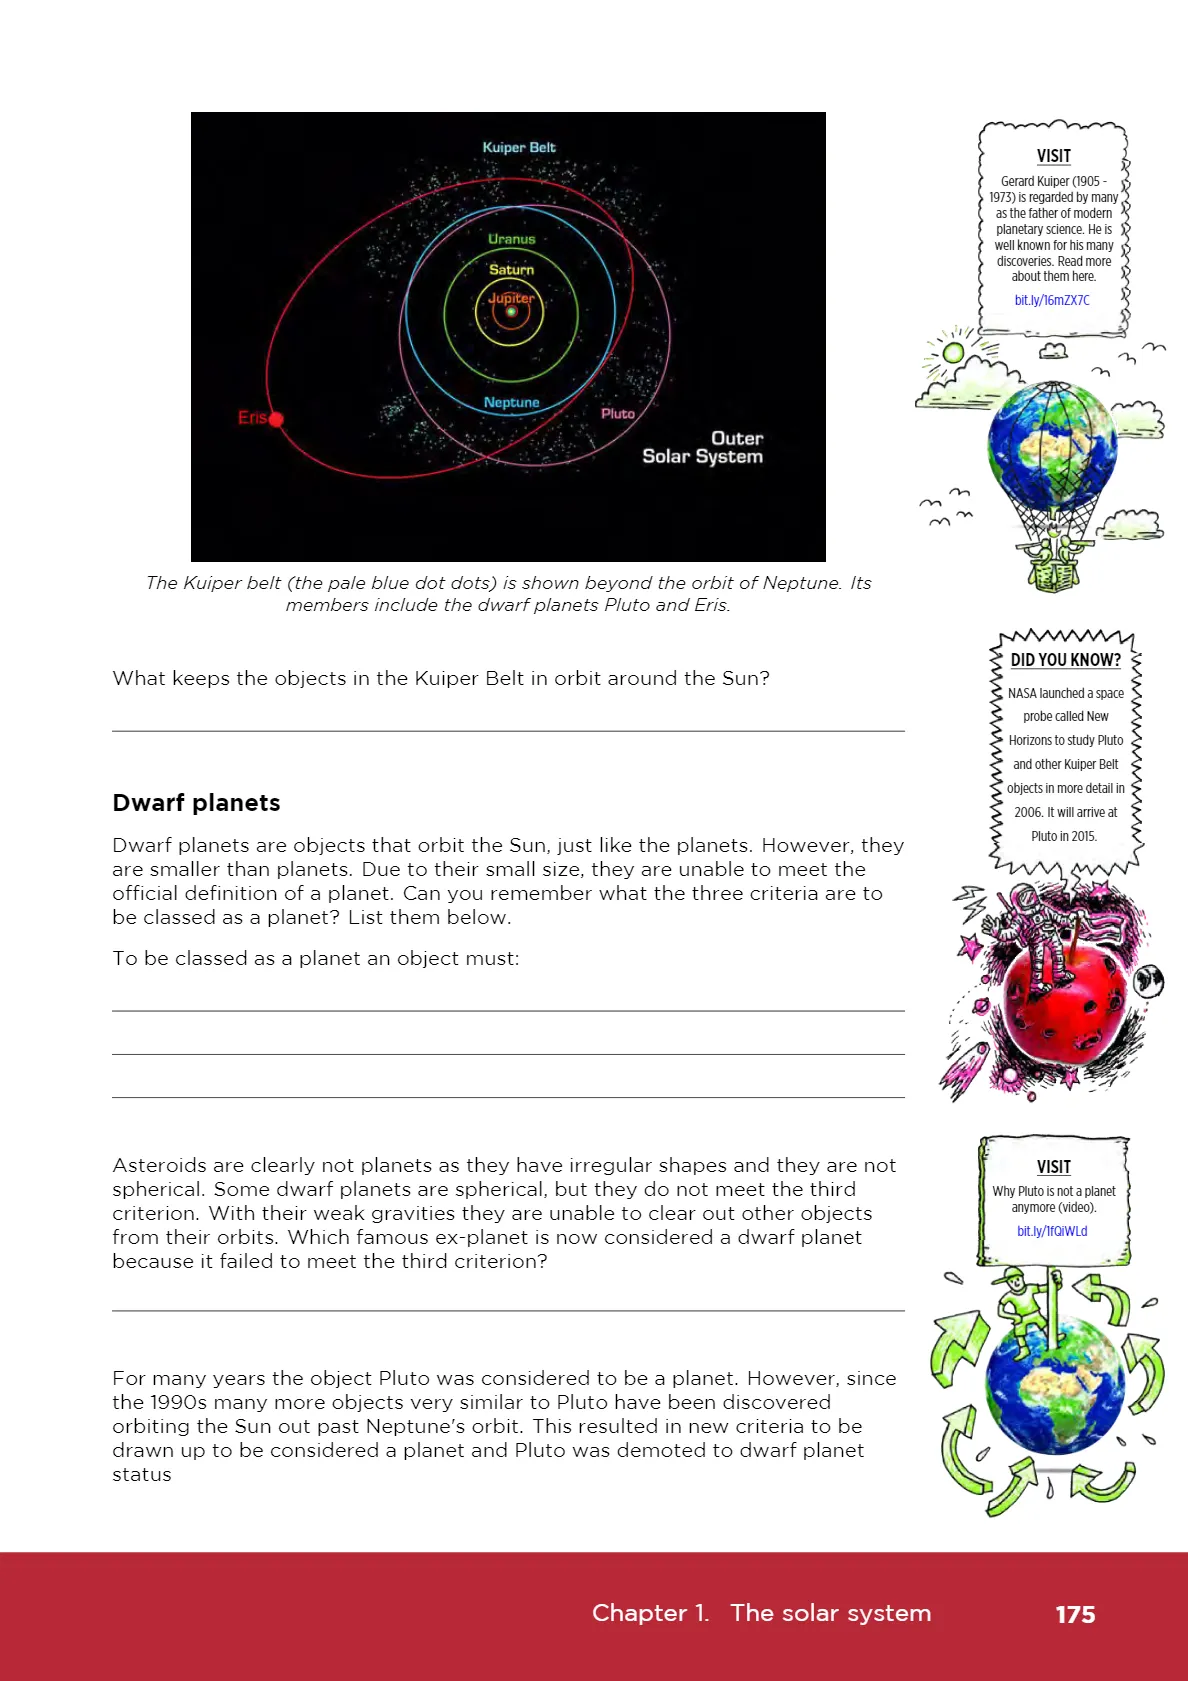 Kuiper Belt
Uranus
Saturn
Jupiter
Neptune
Eris
Pluto
Outer
Solar System
The Kuiper belt (the pale blue dot dots) is shown beyond the orbit of Neptune. Its
members include the dwarf planets Pluto and Eris.
What keeps the objects in the Kuiper Belt in orbit around the Sun?
Dwarf planets
Dwarf planets are objects that orbit the Sun, just like the planets. However, they
are smaller than planets. Due to their small size, they are unable to meet the
official definition of a planet. Can you remember what the three criteria are to
be classed as a planet? List them below.
To be classed as a planet an object must:
Asteroids are clearly not planets as they have irregular shapes and they are not
spherical. Some dwarf planets are spherical, but they do not meet the third
criterion. With their weak gravities they are unable to clear out other objects
from their orbits. Which famous ex-planet is now considered a dwarf planet
because it failed to meet the third criterion?
For many years the object Pluto was considered to be a planet. However, since
the 1990s many more objects very similar to Pluto have been discovered
orbiting the Sun out past Neptune's orbit. This resulted in new criteria to be
drawn up to be considered a planet and Pluto was demoted to dwarf planet
status
VISIT
Gerard Kuiper (1905 -
1973) is regarded by many
as the father of modern
planetary science. He is
well known for his many
discoveries. Read more
about them here.
bit.ly/16mZX7C
DID YOU KNOW?
NASA launched a space
probe called New
Horizons to study Pluto
and other Kuiper Belt
objects in more detail in
2006. It will arrive at
Pluto in 2015.
VISIT
Why Pluto is not a planet
anymore (video).
bit.ly/1fQiWLd
Chapter 1. The solar system 175